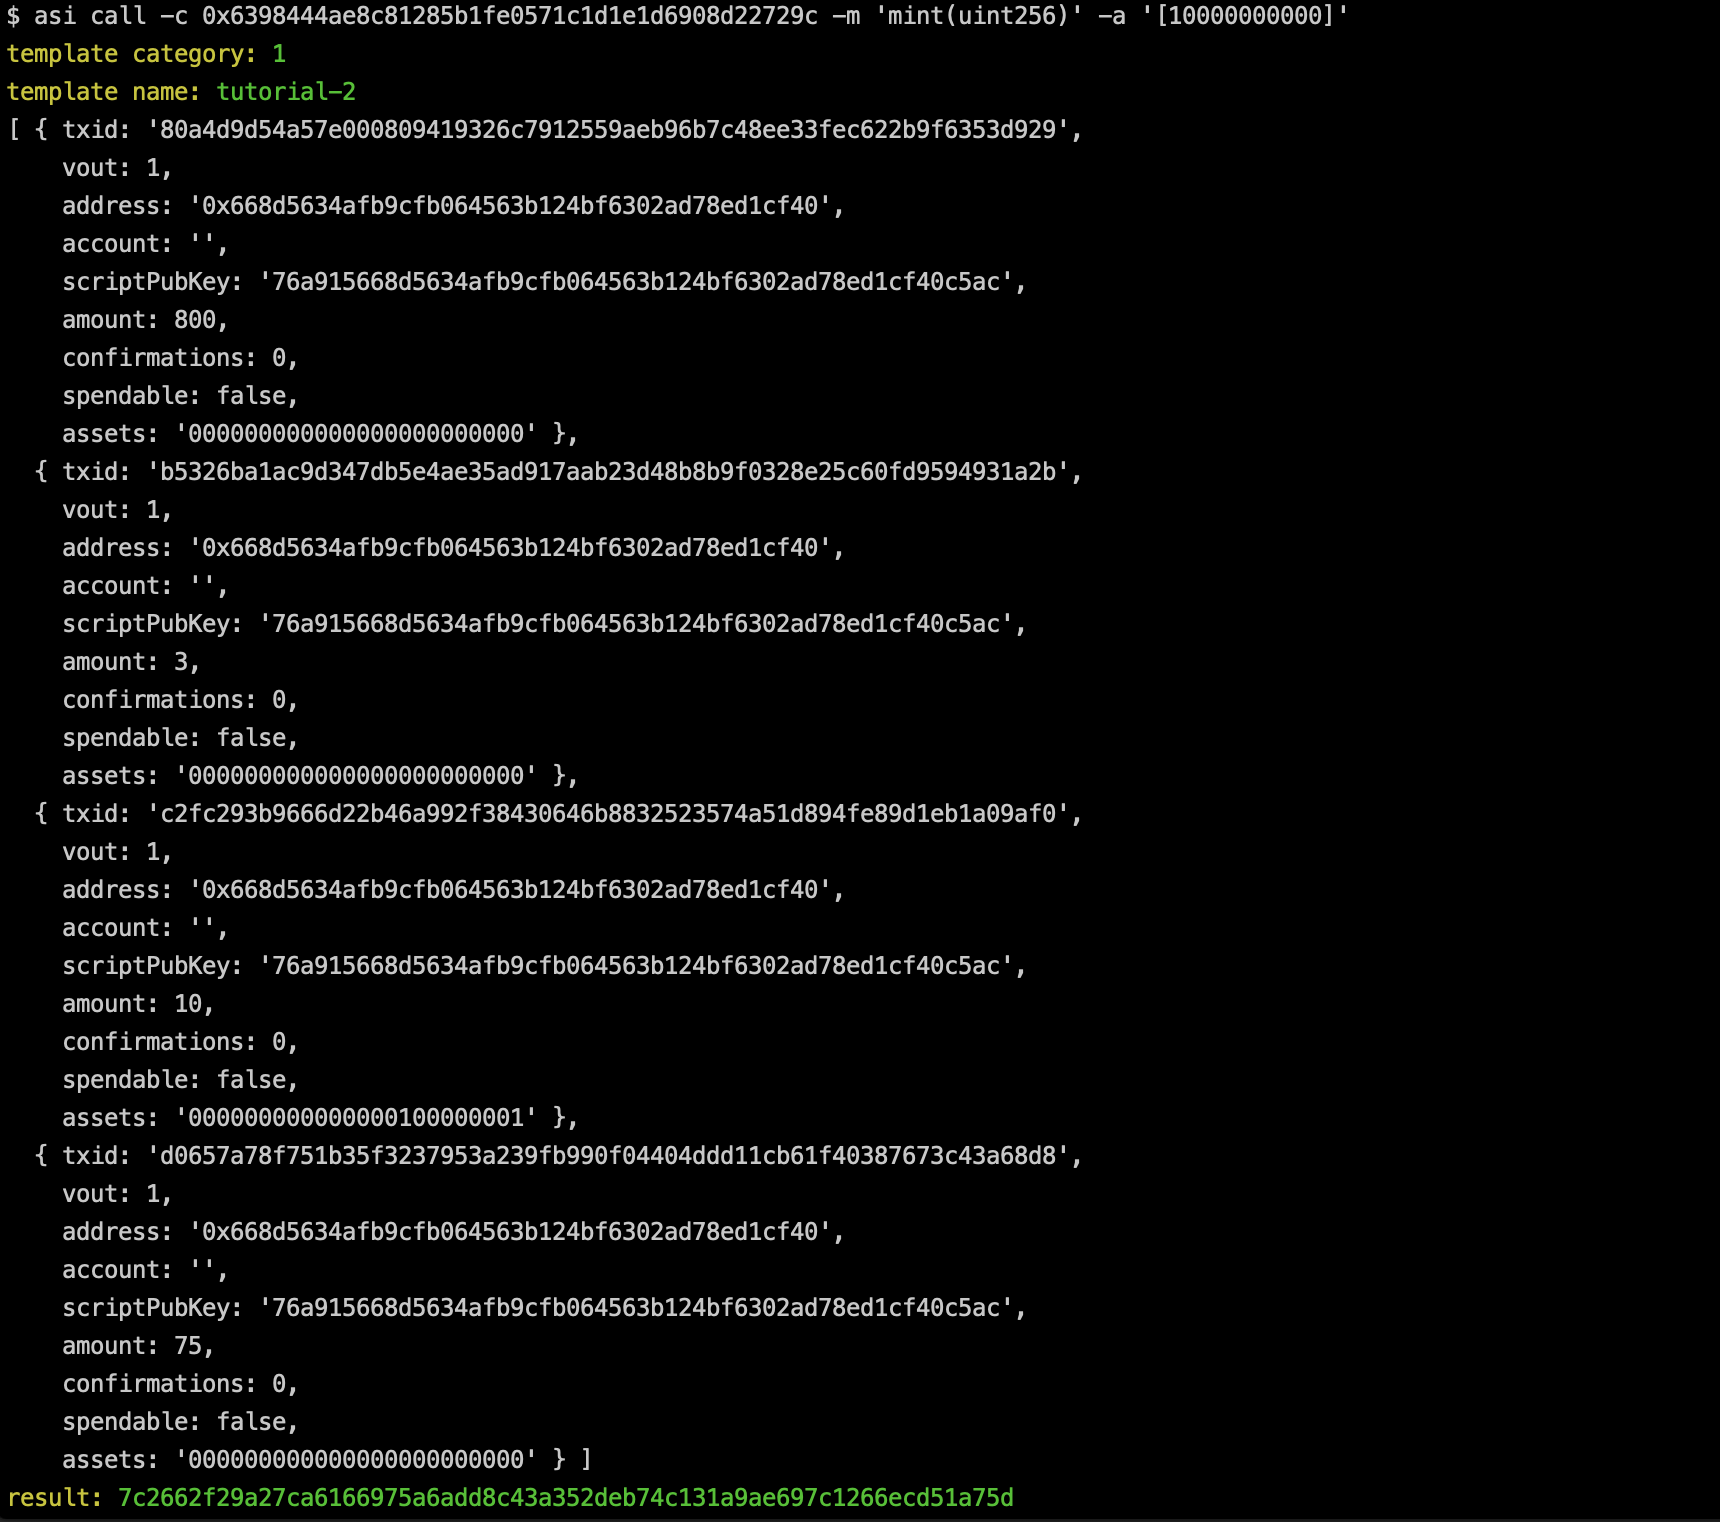 $ asi call -c 0x6398444ae8c81285b1fe0571c1d1e1d6908d22729c -m 'mint(uint256)' -a '[10000000000]'
template category: 1
template name: tutorial-2
[ { txid: '80a4d9d54a57e000809419326c7912559aeb96b7c48ee33fec622b9f6353d929',
vout: 1,
address: '0x668d5634afb9cfb064563b124bf6302ad78ed1cf40',
account: '',
scriptPubKey: '76a915668d5634afb9cfb064563b124bf6302ad78ed1cf40c5ac',
amount: 800,
confirmations: 0,
spendable: false,
assets: '000000000000000000000000' },
{ txid: 'b5326ba1ac9d347db5e4ae35ad917aab23d48b8b9f0328e25c60fd9594931a2b',
vout: 1,
address: '0x668d5634afb9cfb064563b124bf6302ad78ed1cf40',
account: '',
scriptPubKey: '76a915668d5634afb9cfb064563b124bf6302ad78ed1cf40c5ac',
amount: 3,
confirmations: 0,
spendable: false,
assets: '000000000000000000000000' },
{ txid: 'c2fc293b9666d22b46a992f38430646b8832523574a51d894fe89d1eb1a09af0',
vout: 1,
address: '0x668d5634afb9cfb064563b124bf6302ad78ed1cf40',
account: '',
scriptPubKey: '76a915668d5634afb9cfb064563b124bf6302ad78ed1cf40c5ac',
amount: 10,
confirmations: 0,
spendable: false,
assets: '000000000000000100000001' },
{ txid: 'd0657a78f751b35f3237953a239fb990f04404ddd11cb61f40387673c43a68d8',
vout: 1,
address: '0x668d5634afb9cfb064563b124bf6302ad78ed1cf40',
account: '',
scriptPubKey: '76a915668d5634afb9cfb064563b124bf6302ad78ed1cf40c5ac',
amount: 75,
confirmations: 0,
spendable: false,
assets: '000000000000000000000000' } ]
result: 7c2662f29a27ca6166975a6add8c43a352deb74c131a9ae697c1266ecd51a75d